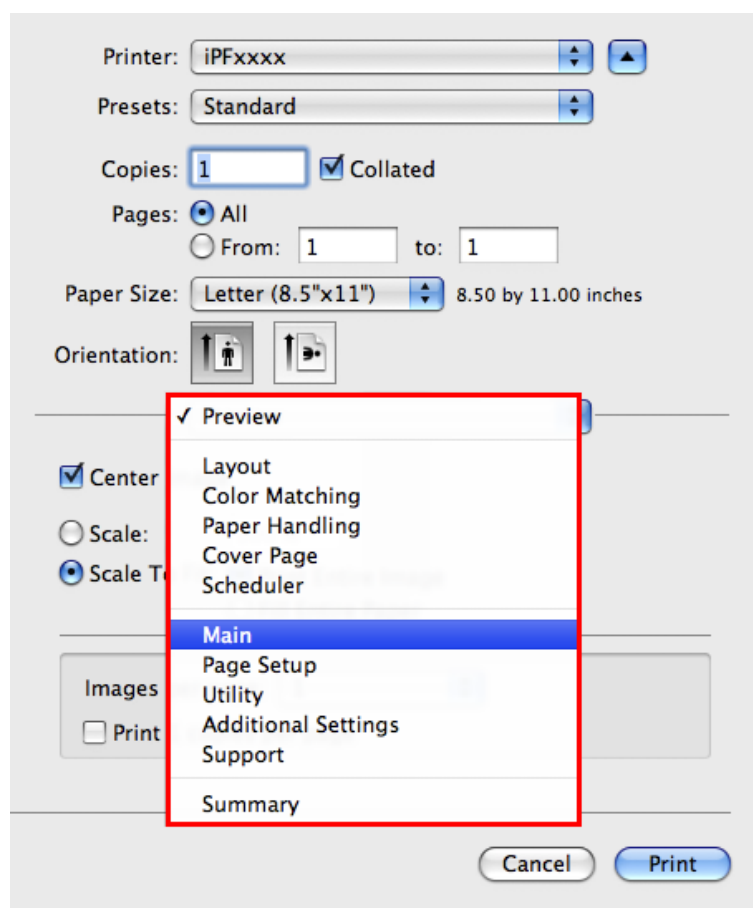 Printer: iPFxxxx
Presets: Standard
Copies: 1 Collated
Pages: All
From: 1 to: 1
Paper Size: Letter (8.5"x11") 8.50 by 11.00 inches
Orientation:
✓ Preview
Layout
Center
Color Matching
Paper Handling
Scale:
Cover Page
Scale T
Scheduler
Main
Page Setup
Images
Utility
Additional Settings
Print
Support
Summary
Cancel Print